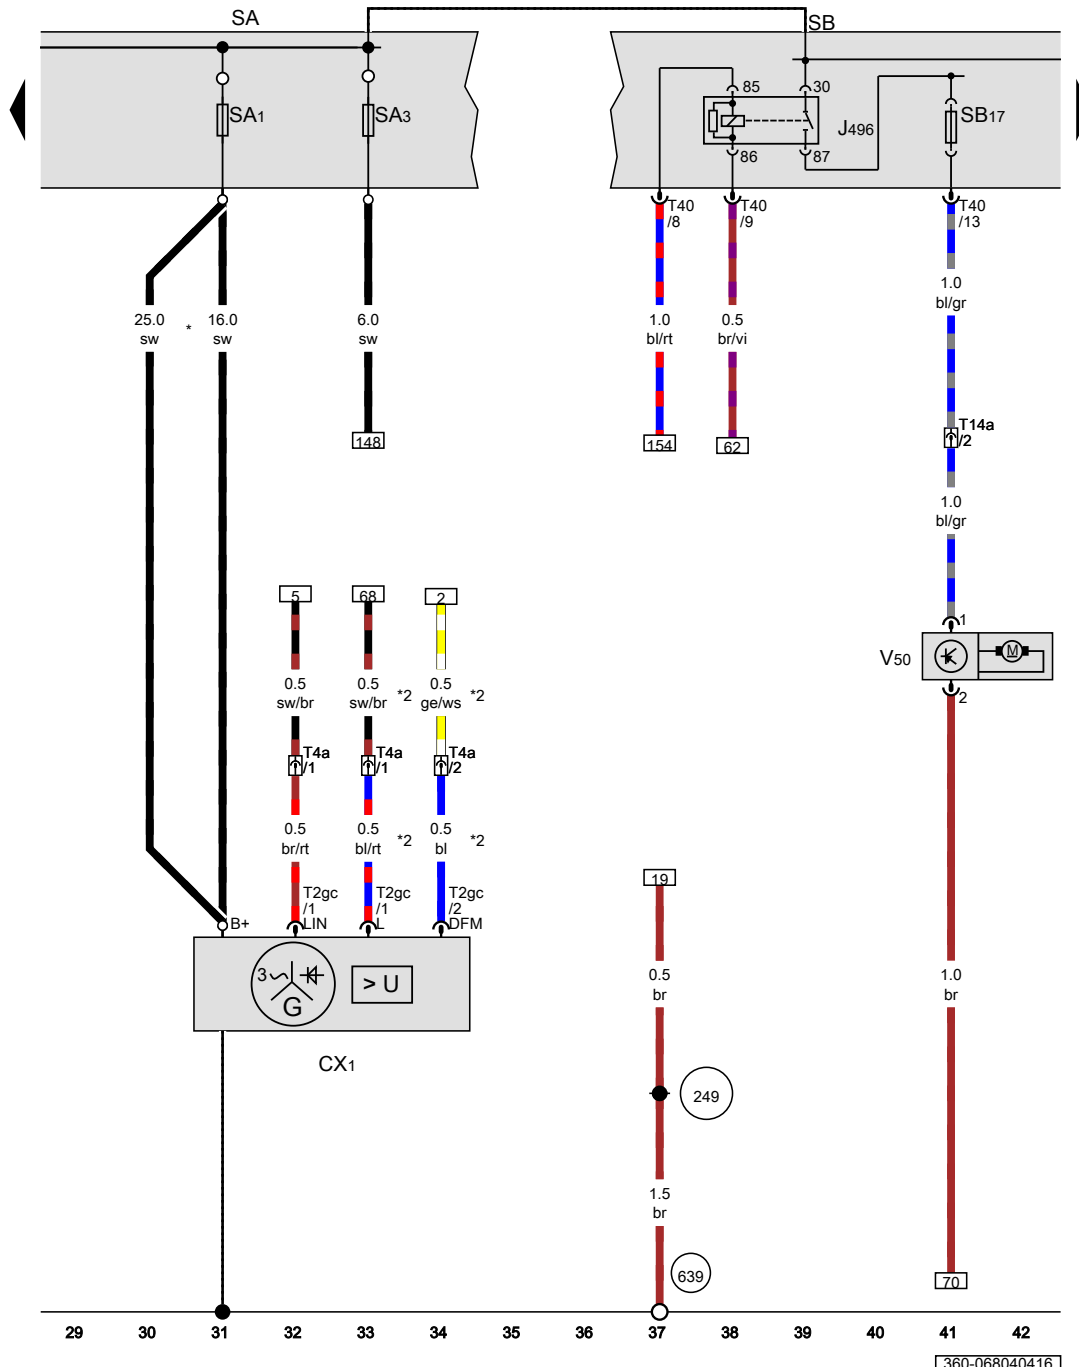 SA
SB
SA1
SA3
85
30
J496
86
87
SB17
T40
/8
T40
/9
T40
/13
25.0
sw
*
16.0
sw
6.0
sw
1.0
bl/rt
0.5
br/vi
1.0
bl/gr
148
154
62
T14a
/2
1.0
bl/gr
5
68
2
1
V50
M
2
0.5
sw/br
0.5
sw/br
*2
0.5
ge/ws
*2
T4a
/1
T4a
/1
T4a
/2
0.5
br/rt
0.5
bl/rt
*2
0.5
bl
*2
19
B+
T2gc
/1
LIN
T2gc
/1
L
T2gc
/2
DFM
3
G
> U
0.5
br
1.0
br
CX1
249
1.5
br
639
70
29 30 31 32 33 34 35 36 37 38 39 40 41 42
360-068040416